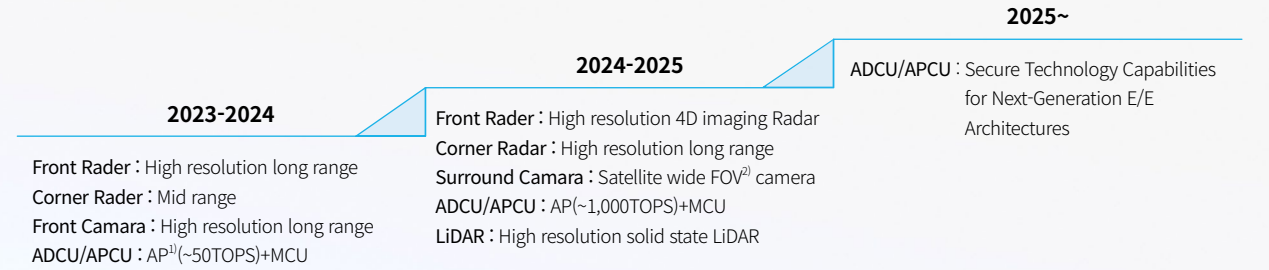 2023-2024
Front Rader : High resolution long range
Corner Rader : Mid range
Front Camara : High resolution long range
ADCU/APCU : AP1)(~50TOPS)+MCU
2024-2025
Front Rader : High resolution 4D imaging Radar
Corner Radar : High resolution long range
Surround Camara : Satellite wide FOV2) camera
ADCU/APCU : AP(~1,000TOPS)+MCU
LiDAR : High resolution solid state LiDAR
2025~
ADCU/APCU : Secure Technology Capabilities
for Next-Generation E/E
Architectures